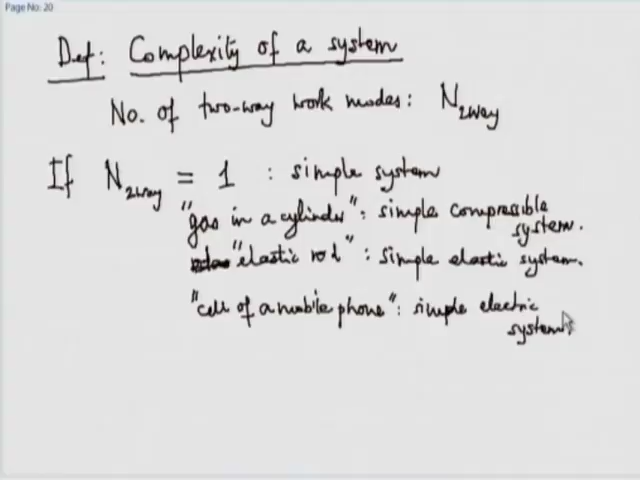 Page No: 20
Def: Complexity of a system
No. of two-way work modes: N2way
If N2way = 1 : simple system
"gas in a cylinder": simple compressible
system.
"elastic rod": simple elastic system.
"cell of a mobile phone": simple electric
system.